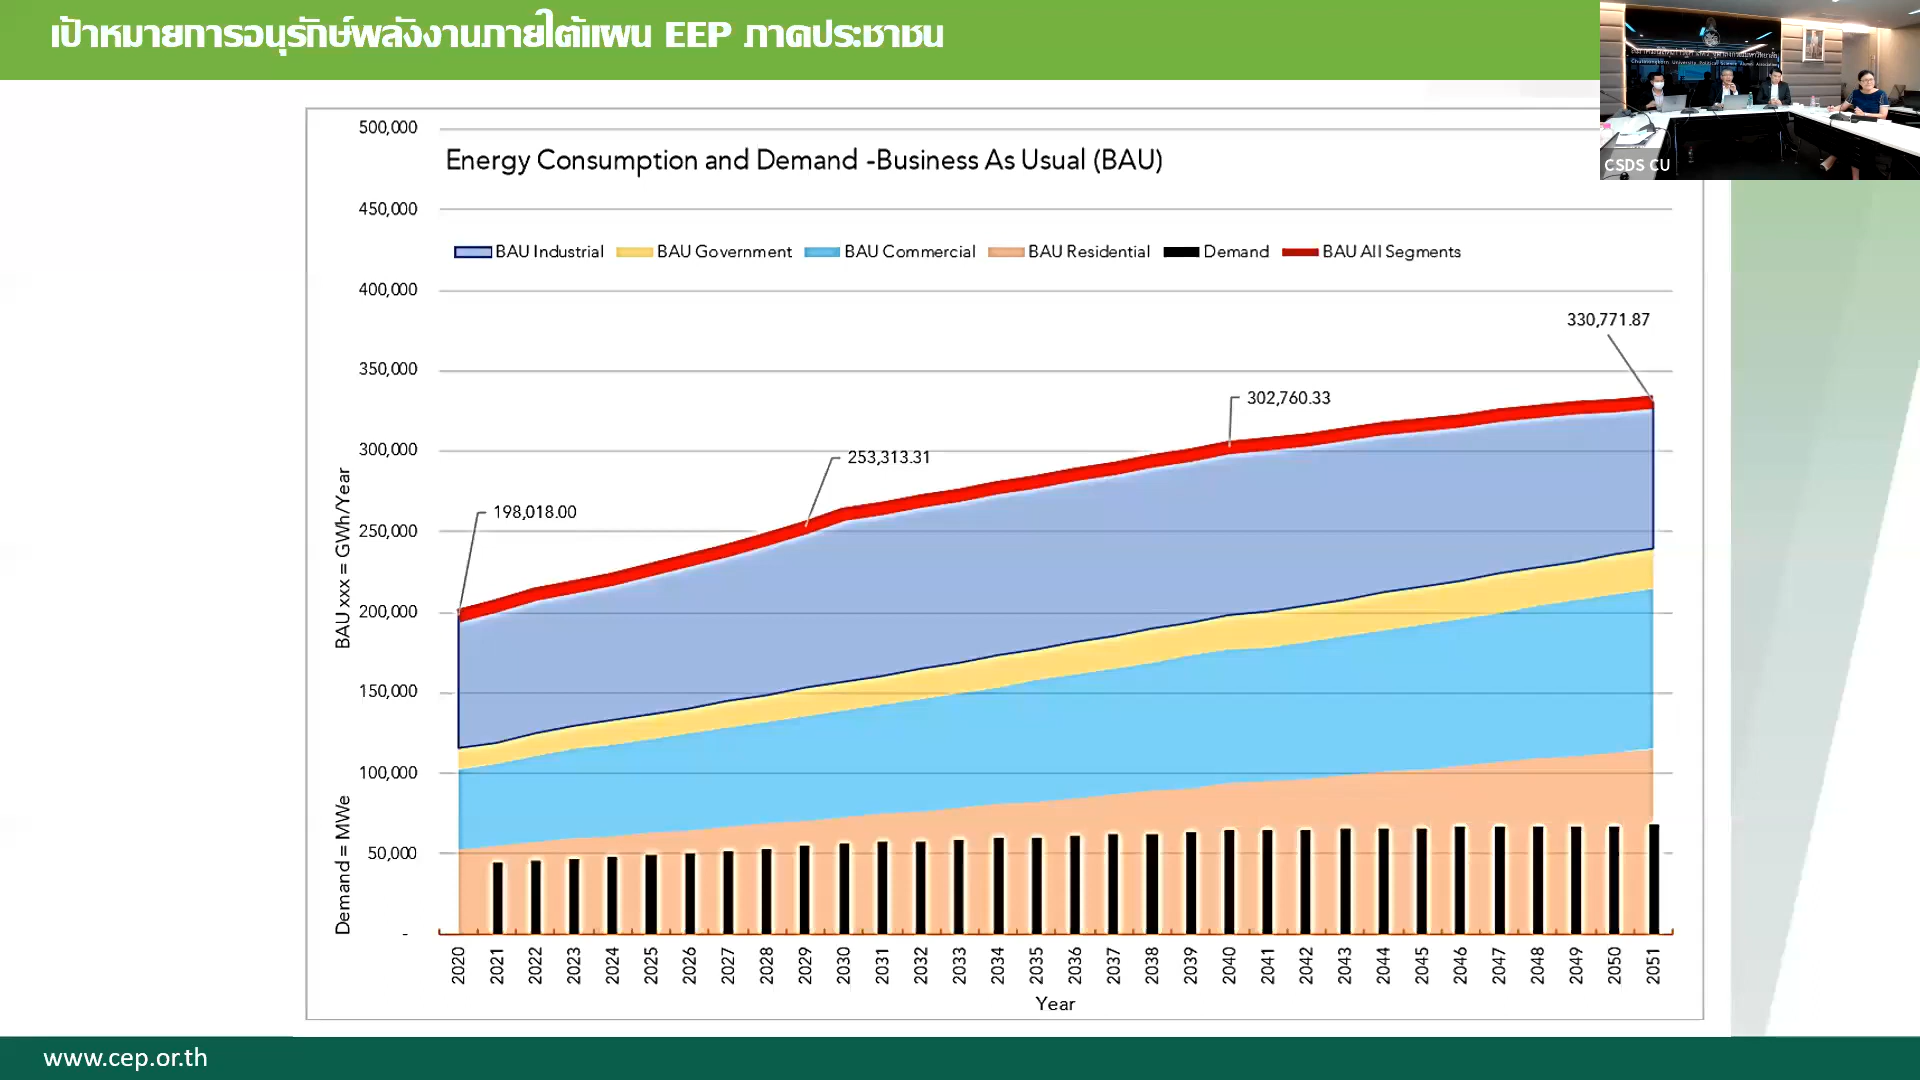 เป้าหมายการอนุรักษ์พลังงานภายใต้แผน EEP ภาคประชาชน
Chulalongkorn University Political Science Alumni Association
CSDS CU
Energy Consumption and Demand -Business As Usual (BAU)
BAU Industrial BAU Government BAU Commercial BAU Residential Demand BAU All Segments
500,000
450,000
400,000
350,000
300,000
250,000
200,000
150,000
100,000
50,000
-
BAU xxx = GWh/Year
Demand = MWe
198,018.00
253,313.31
302,760.33
330,771.87
2020 2021 2022 2023 2024 2025 2026 2027 2028 2029 2030 2031 2032 2033 2034 2035 2036 2037 2038 2039 2040 2041 2042 2043 2044 2045 2046 2047 2048 2049 2050 2051
Year
www.cep.or.th